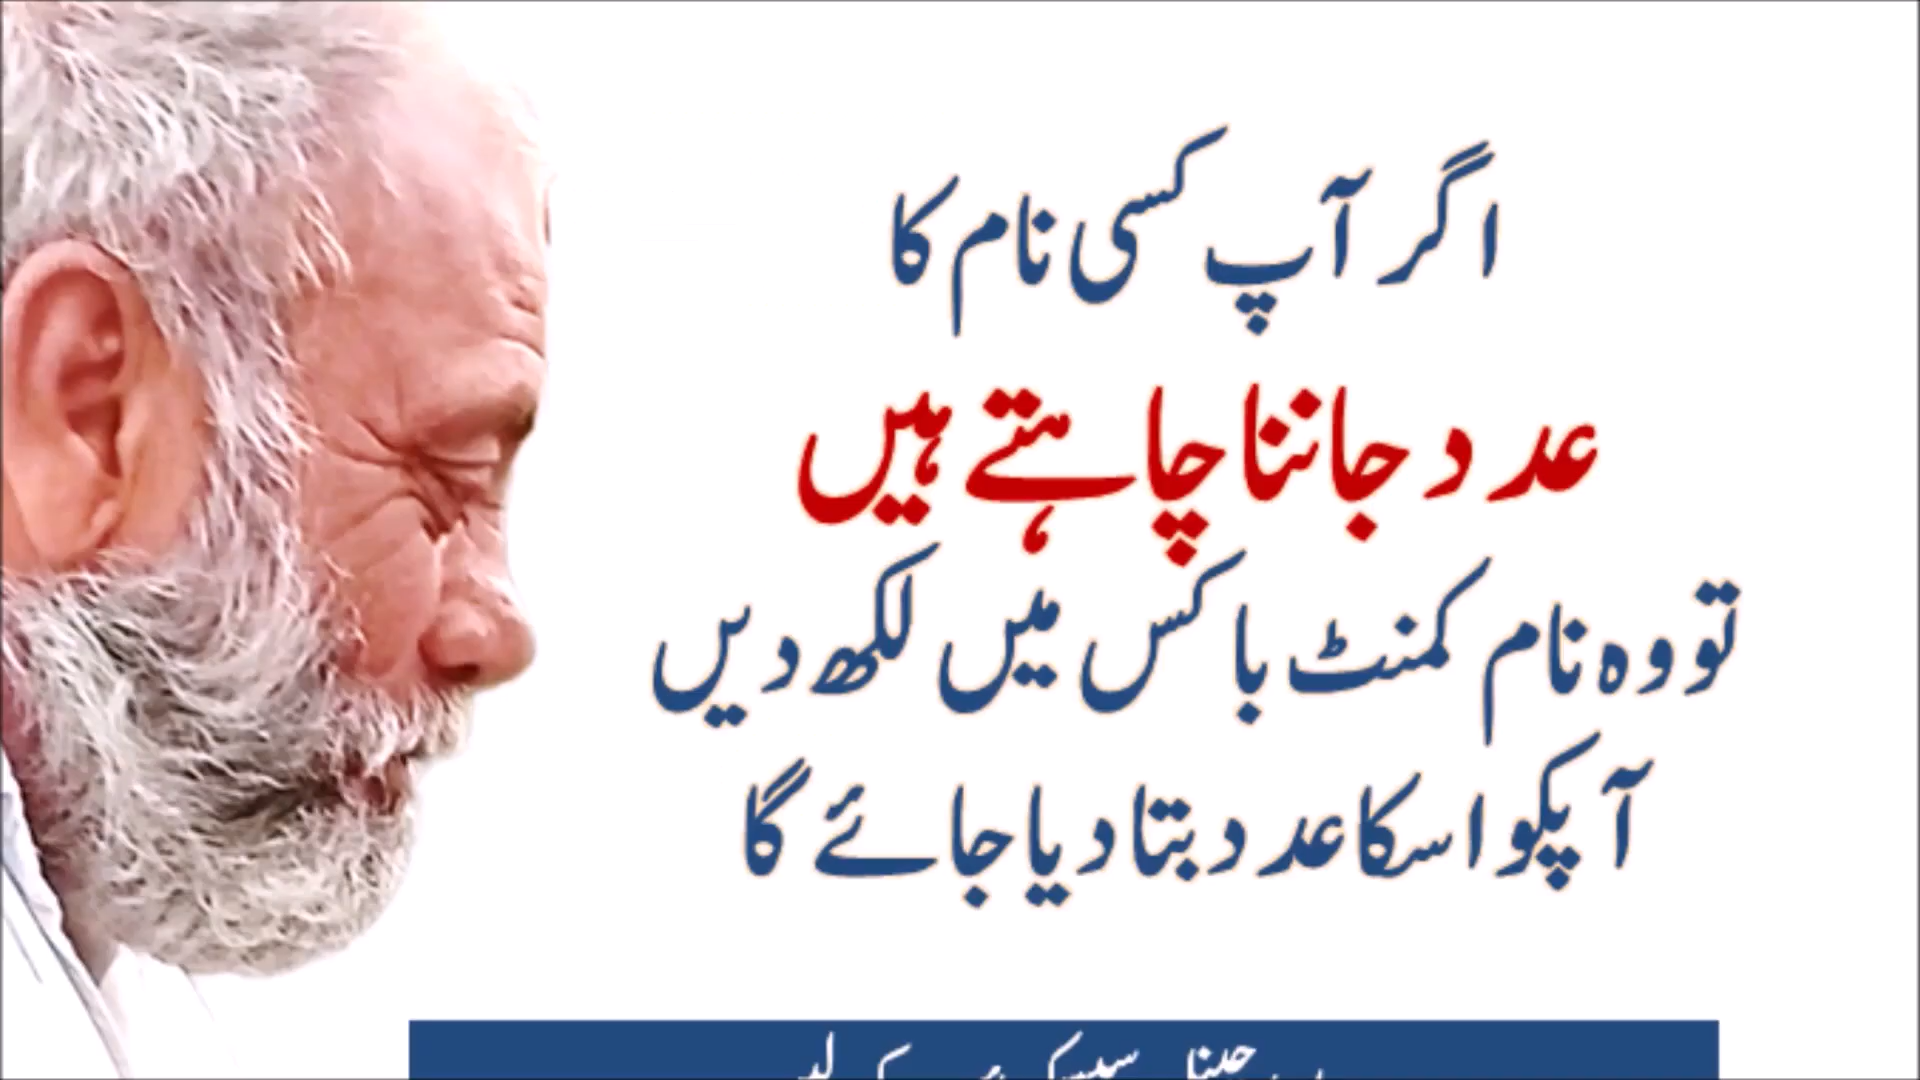 اگر آپ کسی نام کا
عدد جاننا چاہتے ہیں
تو وہ نام کمنٹ باکس میں لکھ دیں
آپکو اسکا عدد بتا دیا جائے گا